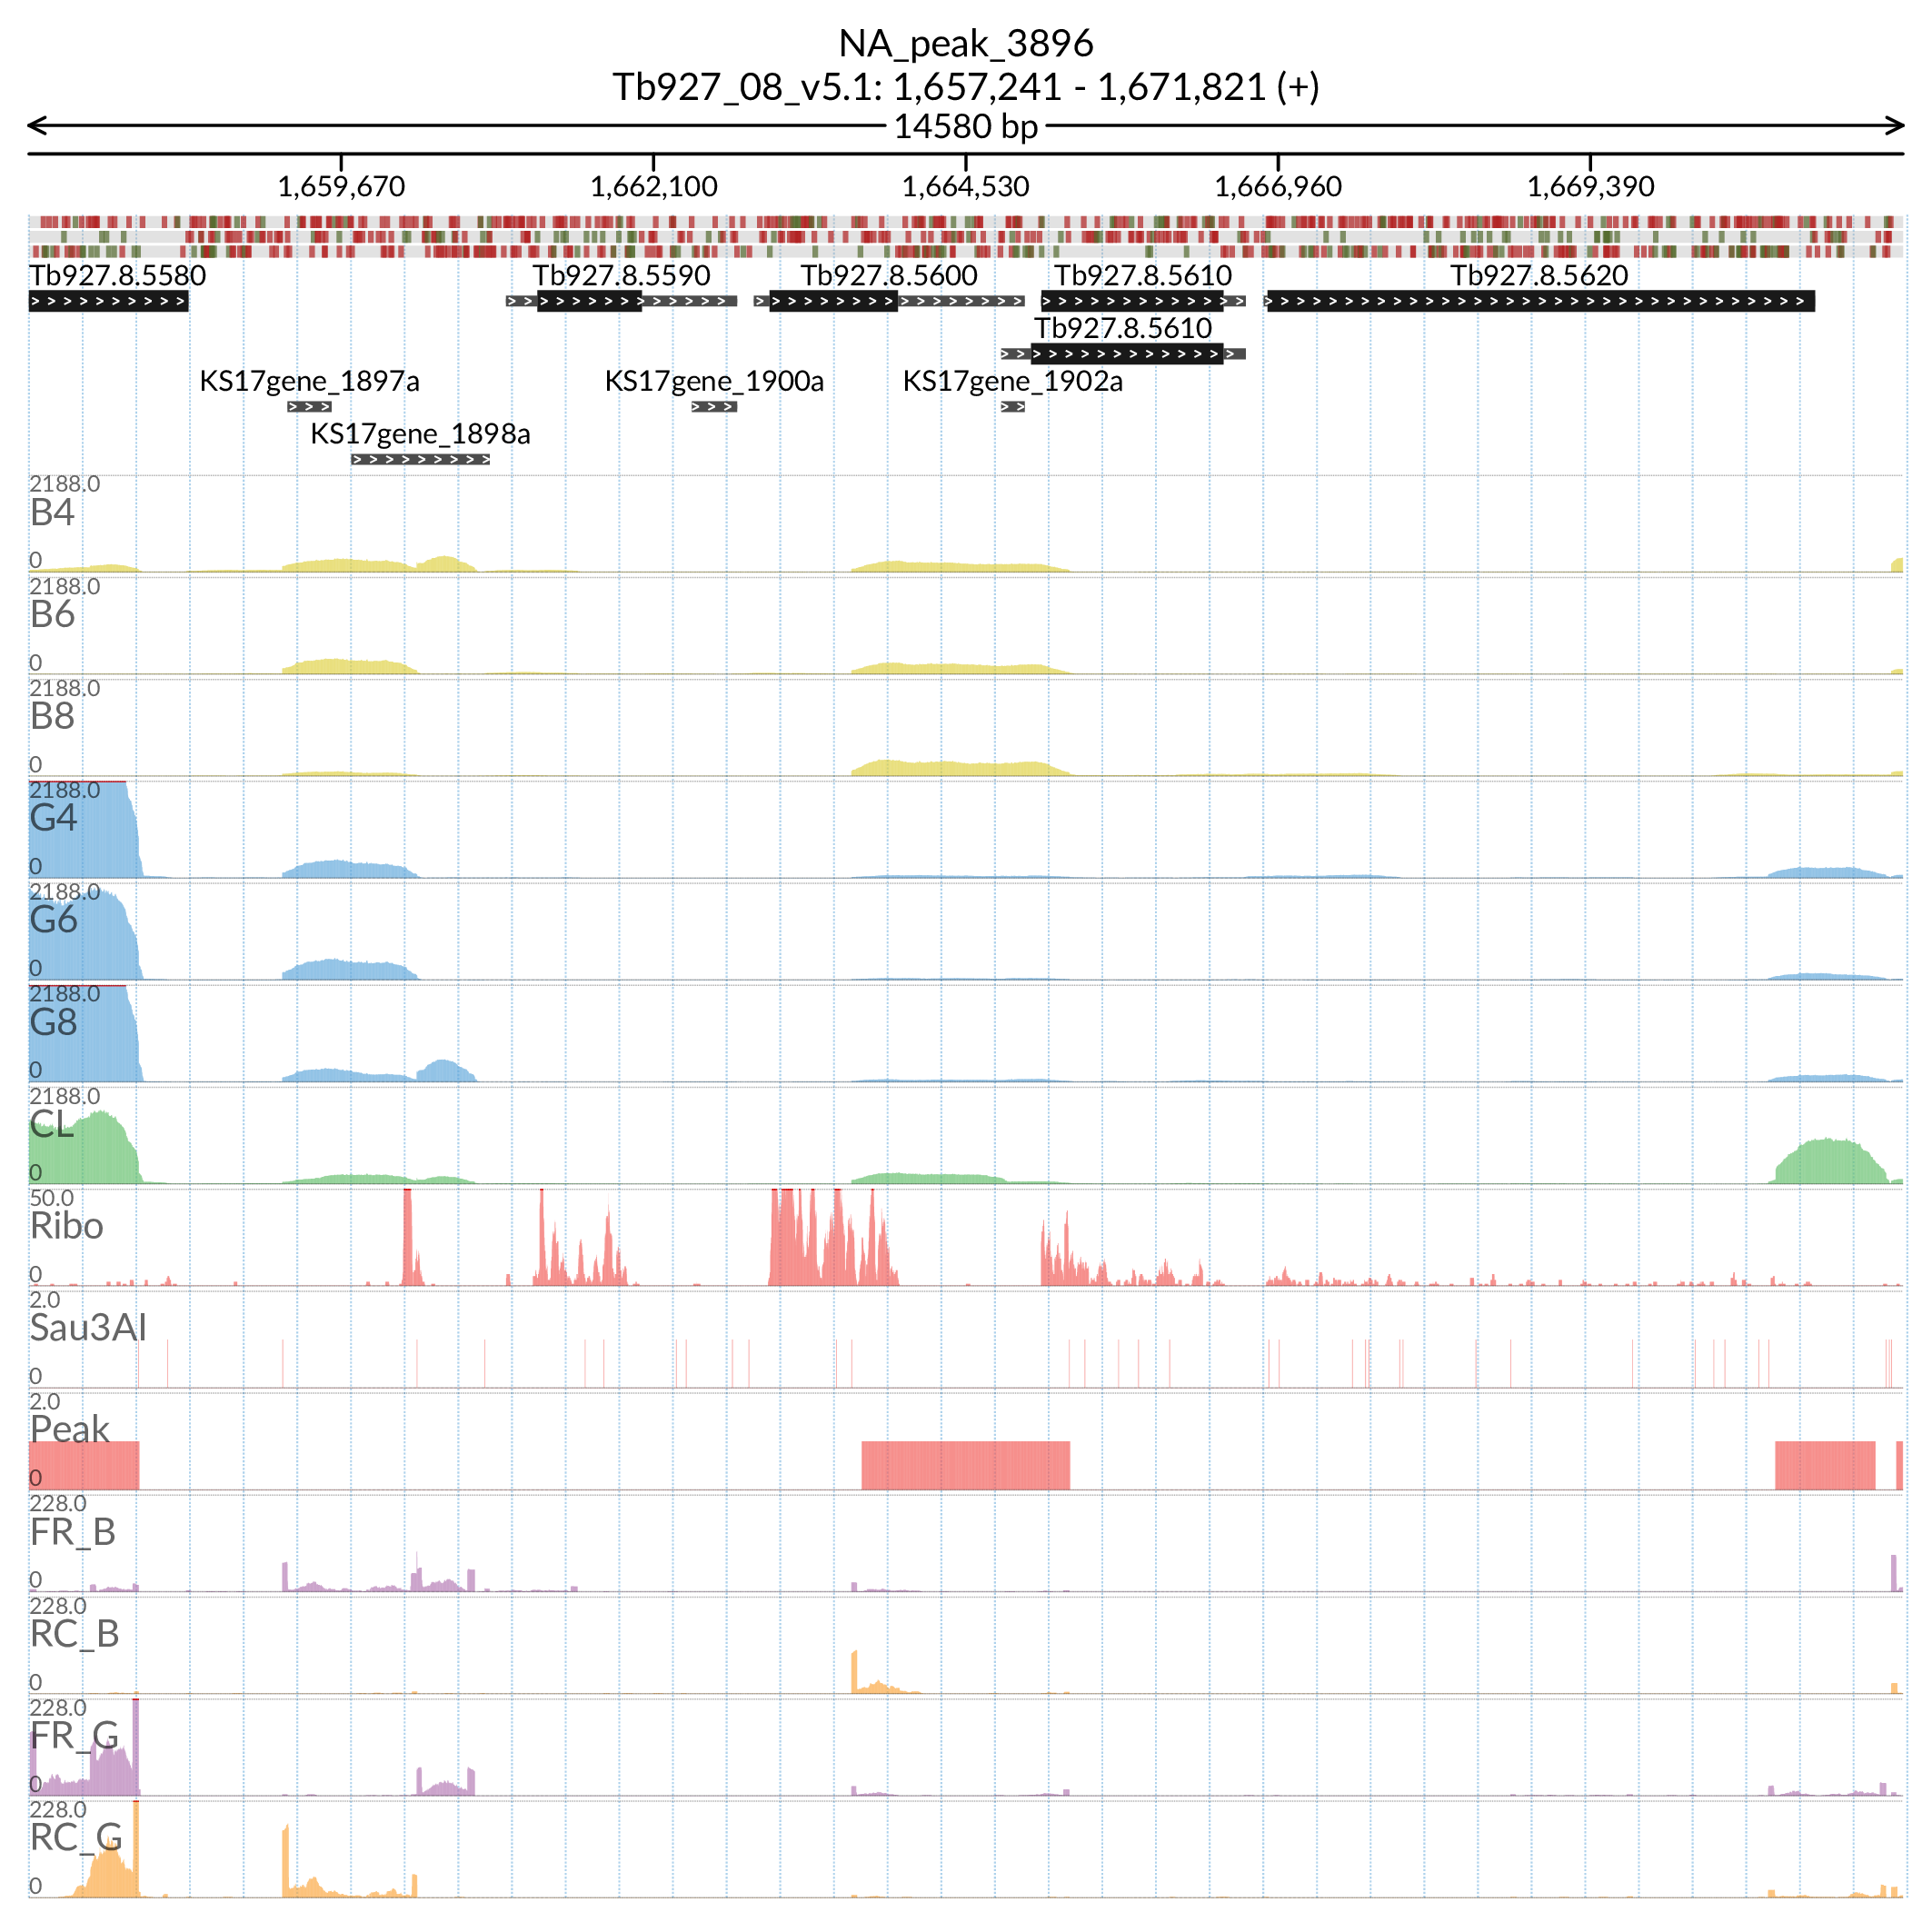 NA_peak_3896
Tb927_08_v5.1: 1,657,241 - 1,671,821 (+)
14580 bp
1,659,670 1,662,100 1,664,530 1,666,960 1,669,390
Tb927.8.5580 Tb927.8.5590 Tb927.8.5600 Tb927.8.5610 Tb927.8.5620
Tb927.8.5610
KS17gene_1897a KS17gene_1900a KS17gene_1902a
KS17gene_1898a
2188.0
B4
0
2188.0
B6
0
2188.0
B8
0
2188.0
G4
0
2188.0
G6
0
2188.0
G8
0
2188.0
CL
0
50.0
Ribo
0
2.0
Sau3AI
0
2.0
Peak
0
228.0
FR_B
0
228.0
RC_B
0
228.0
FR_G
0
228.0
RC_G
0